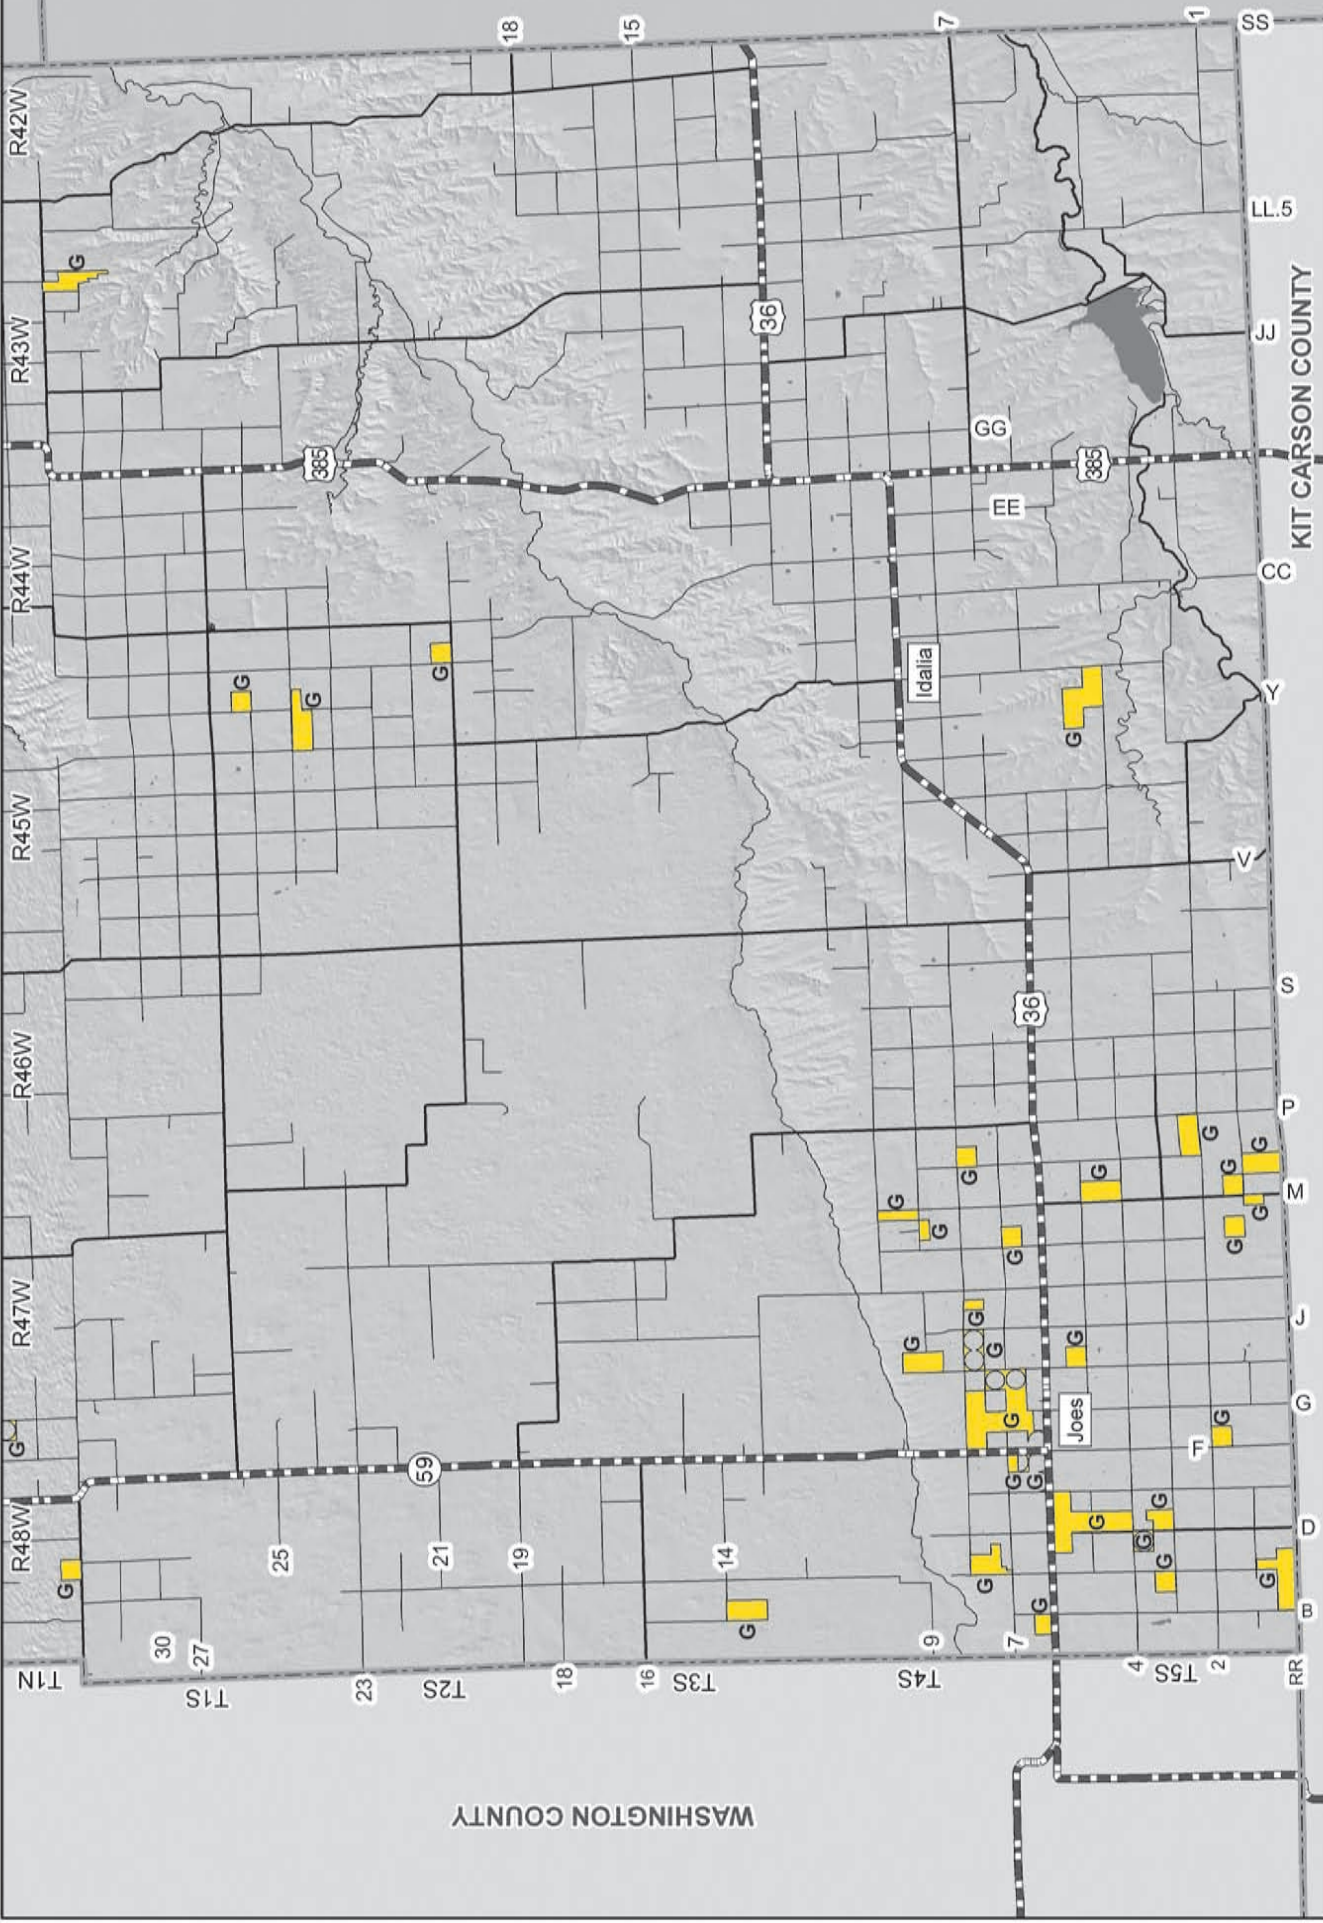 R48W R47W R46W R45W R44W R43W R42W
G
T1N
G
G
30
27
T1S
G
25
G
385
23
59
21
T2S
G
18
19
18
WASHINGTON COUNTY
15
16
T3S
14
G
36
G
G
Idalia
9
T4S
G
7
G
G
G
GG
G
EE
G
7
G
G
36
G
G
G
G
Joes
385
G
G
4
G
G
G
T5S
1
F
G
2
G
G
G
G
G
G
RR B D G J M P S V Y CC JJ LL.5 SS
KIT CARSON COUNTY